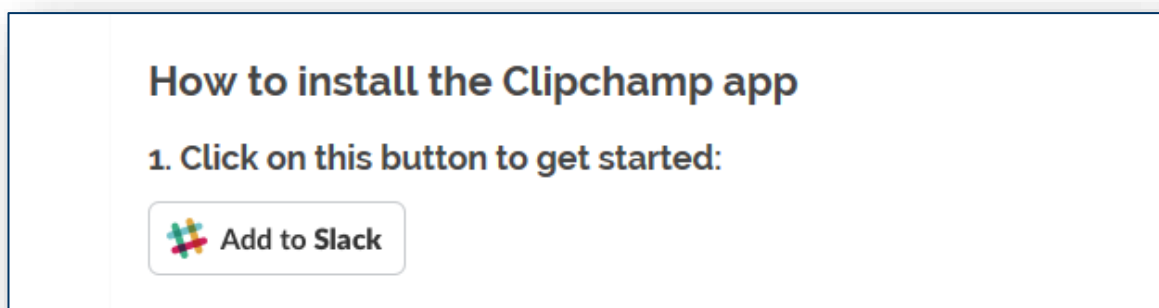 How to install the Clipchamp app
1. Click on this button to get started:
Add to Slack